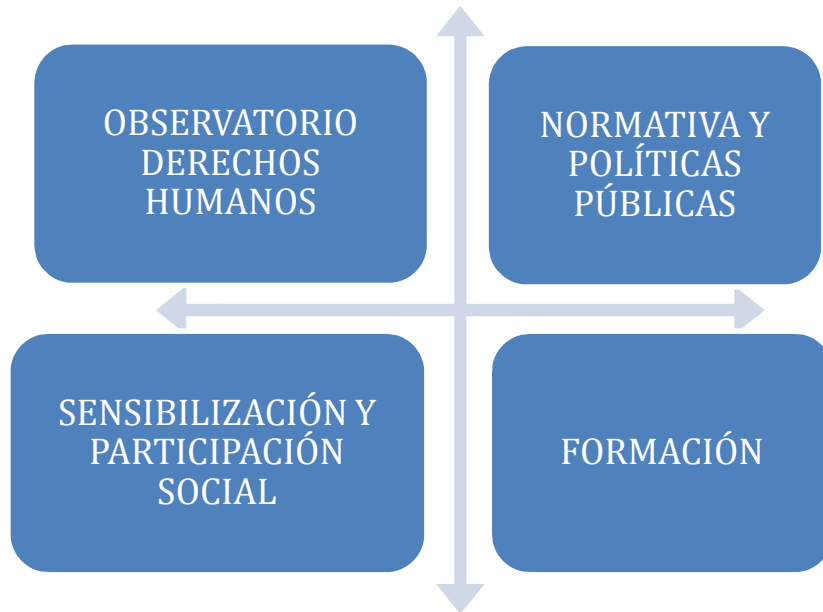 OBSERVATORIO
DERECHOS
HUMANOS
NORMATIVA Y
POLÍTICAS
PÚBLICAS
SENSIBILIZACIÓN Y
PARTICIPACIÓN
SOCIAL
FORMACIÓN